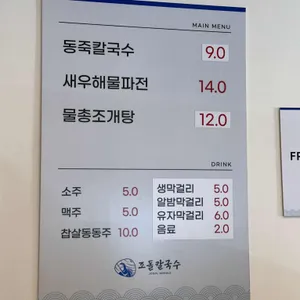 MAIN MENU
동죽칼국수 9.0
새우해물파전 14.0
물총조개탕 12.0
DRINK
소주 5.0
맥주 5.0
찹살동동주 10.0
생막걸리 5.0
알밤막걸리 5.0
유자막걸리 6.0
음료 2.0
조돌칼국수
FR